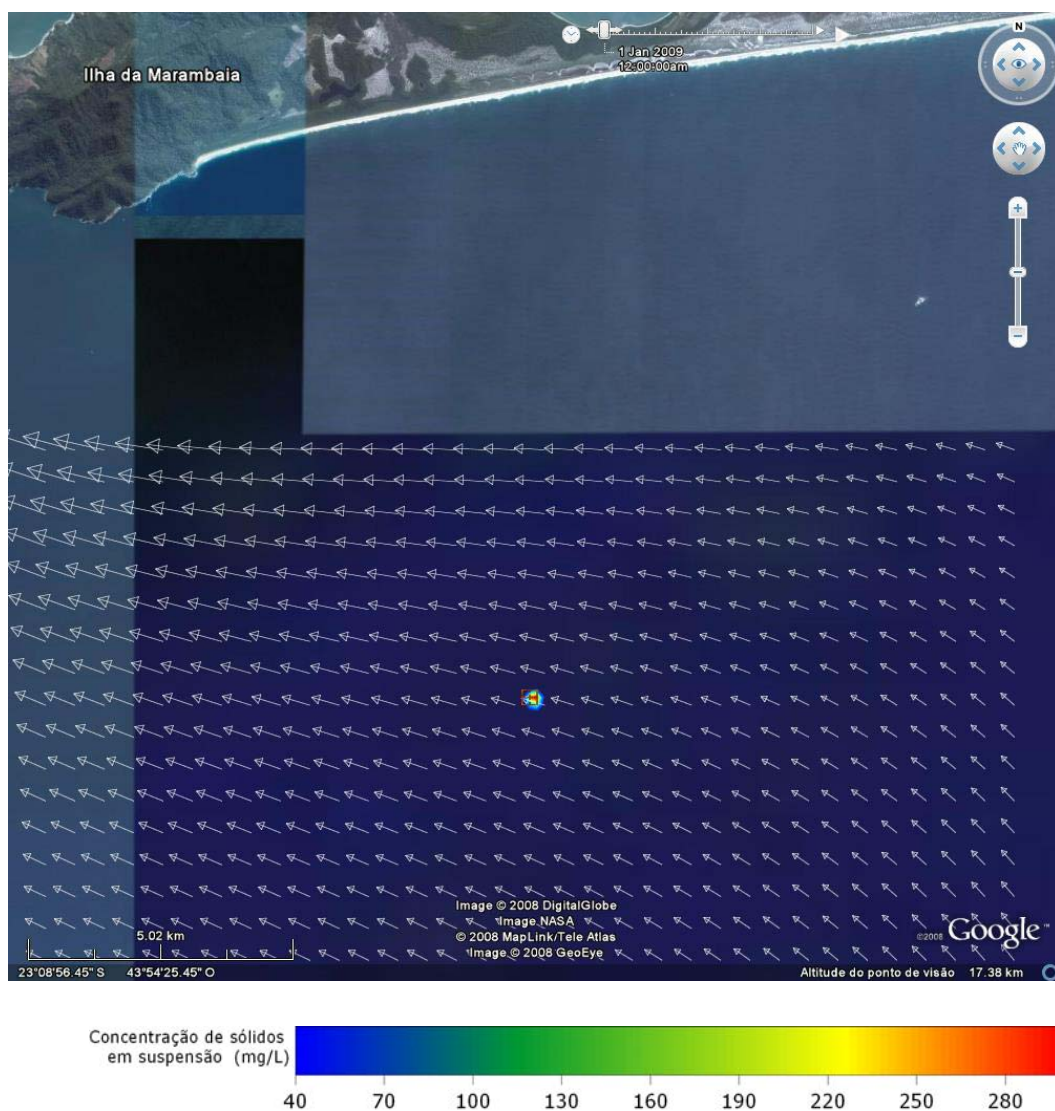 Ilha da Marambaia
1 Jan 2009
12:00:00am
N
Image © 2008 DigitalGlobe
Image NASA
© 2008 MapLink/Tele Atlas
Image © 2008 GeoEye
©2008 Google™
5.02 km
23°08'56.45" S 43°54'25.45" O
Altitude do ponto de visão 17.38 km
Concentração de sólidos
em suspensão (mg/L)
40 70 100 130 160 190 220 250 280